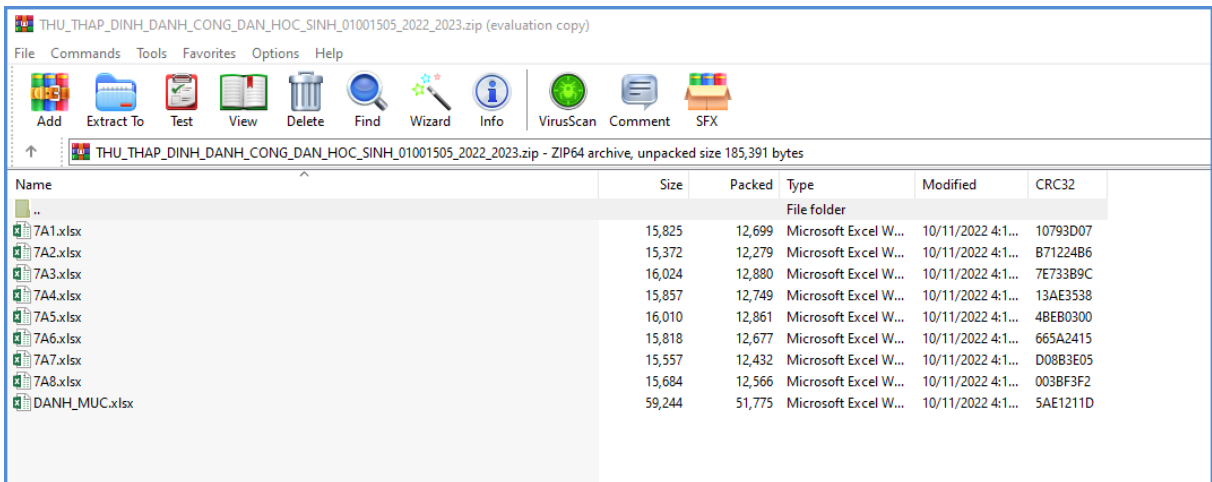 THU_THAP_DINH_DANH_CONG_DAN_HOC_SINH_01001505_2022_2023.zip (evaluation copy)
File Commands Tools Favorites Options Help
Add Extract To Test View Delete Find Wizard Info VirusScan Comment SFX
THU_THAP_DINH_DANH_CONG_DAN_HOC_SINH_01001505_2022_2023.zip - ZIP64 archive, unpacked size 185,391 bytes
Name Size Packed Type Modified CRC32
.. File folder
7A1.xlsx 15,825 12,699 Microsoft Excel W... 10/11/2022 4:1... 10793D07
7A2.xlsx 15,372 12,279 Microsoft Excel W... 10/11/2022 4:1... B71224B6
7A3.xlsx 16,024 12,880 Microsoft Excel W... 10/11/2022 4:1... 7E733B9C
7A4.xlsx 15,857 12,749 Microsoft Excel W... 10/11/2022 4:1... 13AE3538
7A5.xlsx 16,010 12,861 Microsoft Excel W... 10/11/2022 4:1... 4BEB0300
7A6.xlsx 15,818 12,677 Microsoft Excel W... 10/11/2022 4:1... 665A2415
7A7.xlsx 15,557 12,432 Microsoft Excel W... 10/11/2022 4:1... D08B3E05
7A8.xlsx 15,684 12,566 Microsoft Excel W... 10/11/2022 4:1... 003BF3F2
DANH_MUC.xlsx 59,244 51,775 Microsoft Excel W... 10/11/2022 4:1... 5AE1211D